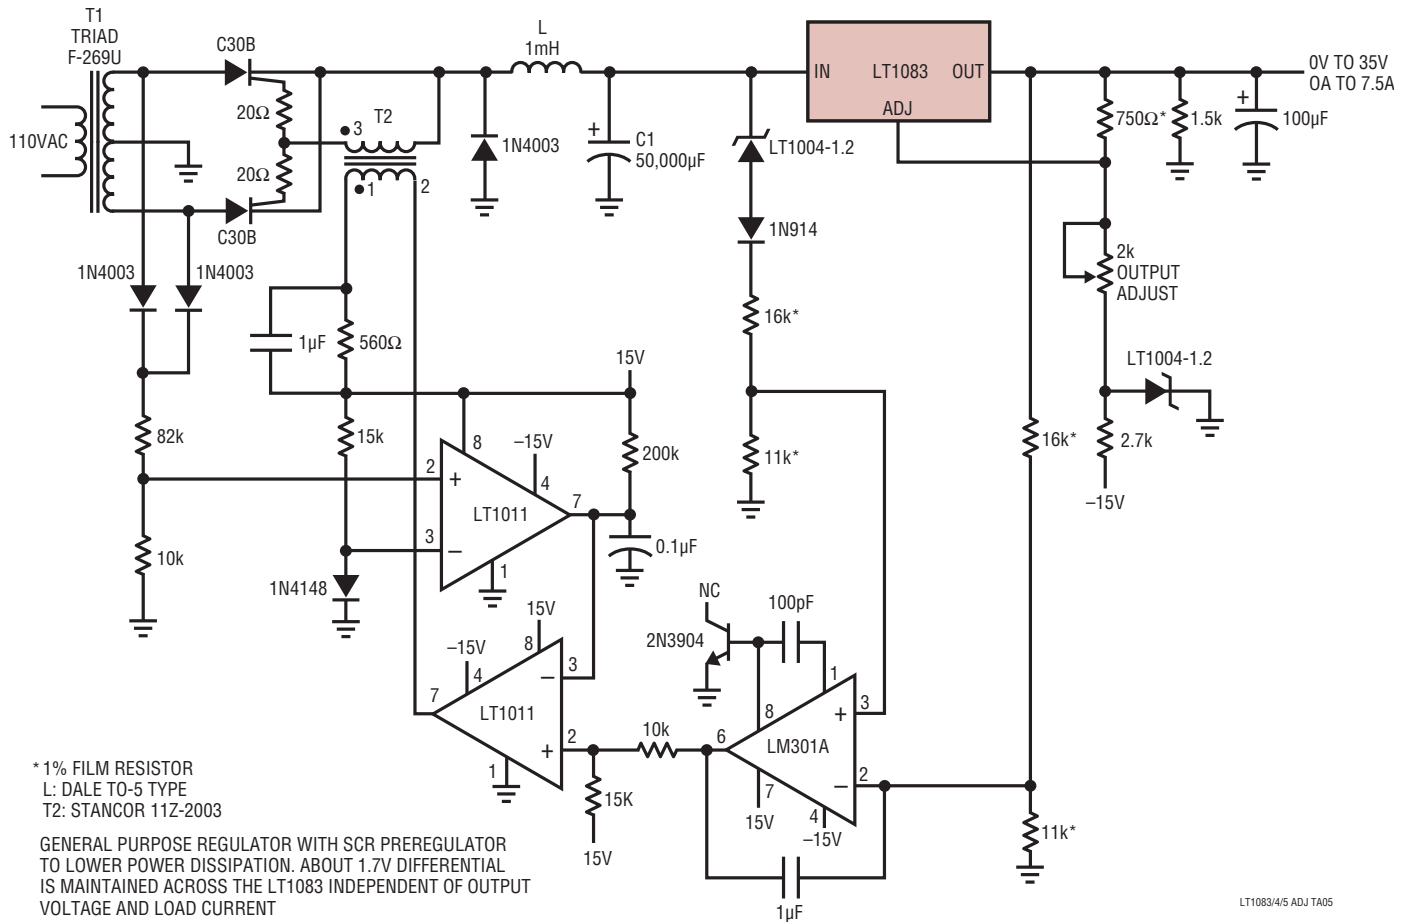 T1
TRIAD
F-269U
C30B
L
1mH
IN
LT1083
OUT
ADJ
0V TO 35V
OA TO 7.5A
110VAC
20Ω
20Ω
3
T2
1
2
C30B
1N4003
+
C1
50,000µF
LT1004-1.2
1N914
750Ω*
1.5k
+
100µF
2k
OUTPUT
ADJUST
1N4003
1N4003
1µF
560Ω
15V
16k*
LT1004-1.2
82k
15k
8
–15V
4
200k
11k*
16k*
2.7k
–15V
2
+
LT1011
7
3
–
1
0.1µF
10k
1N4148
15V
8
–15V
4
3
–
7
LT1011
2
+
1
NC
2N3904
100pF
1
8
3
+
10k
6
LM301A
2
–
7
15V
4
–15V
15K
15V
11k*
1µF
* 1% FILM RESISTOR
L: DALE TO-5 TYPE
T2: STANCOR 11Z-2003
GENERAL PURPOSE REGULATOR WITH SCR PREREGULATOR
TO LOWER POWER DISSIPATION. ABOUT 1.7V DIFFERENTIAL
IS MAINTAINED ACROSS THE LT1083 INDEPENDENT OF OUTPUT
VOLTAGE AND LOAD CURRENT
LT1083/4/5 ADJ TA05